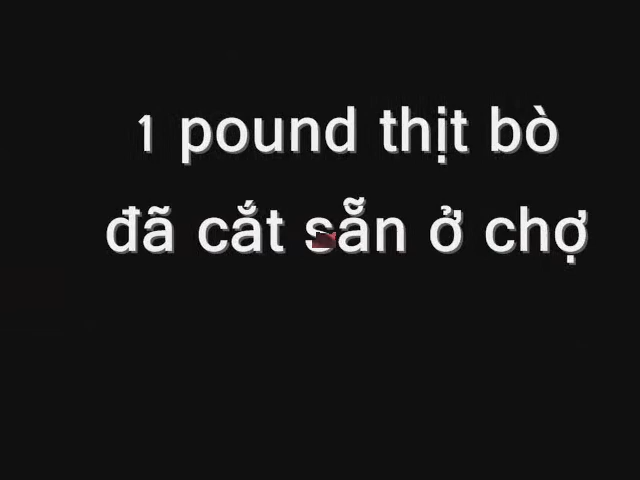 1 pound thịt bò
đã cắt sẵn ở chợ